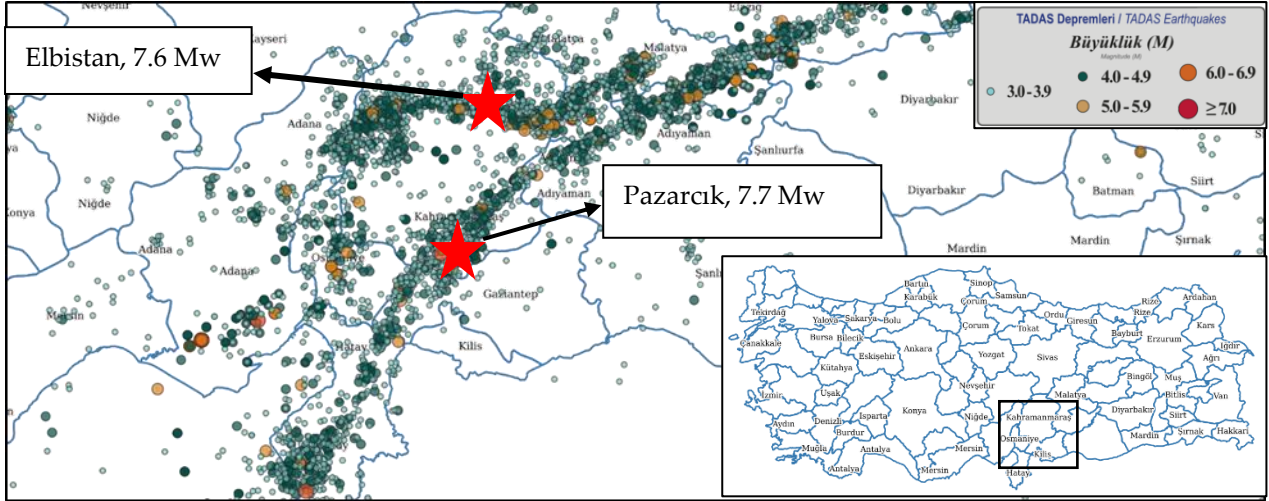 Elbistan, 7.6 Mw
Pazarcık, 7.7 Mw
TADAS Depremleri / TADAS Earthquakes
Büyüklük (M)
Magnitude (M)
3.0 - 3.9
4.0 - 4.9
5.0 - 5.9
6.0 - 6.9
≥ 7.0
Malatya
Malatya
Niğde
Adana
Diyarbakır
Adıyaman
Şanlıurfa
Niğde
Adıyaman
Diyarbakır
Batman
Siirt
Adana
Adana
Mardin
Mardin
Şırnak
Gaziantep
Mersin
Hatay
Kilis
Sinop
Bartın
Karabük
Çorum
Samsun
Tekirdağ
Yalova
Sakarya
Bolu
Ordu
Giresun
Rize
Rize
Ardahan
Çanakkale
Bursa
Bilecik
Ankara
Çorum
Tokat
Bayburt
Erzurum
Kars
Iğdır
Eskişehir
Kütahya
Yozgat
Sivas
Ağrı
İzmir
Uşak
Nevşehir
Malatya
Bingöl
Muş
Bitlis
Van
Aydın
Denizli
Isparta
Burdur
Konya
Niğde
Kahramanmaraş
Diyarbakır
Siirt
Muğla
Antalya
Antalya
Mersin
Mersin
Osmaniye
Kilis
Hatay
Mardin
Şırnak
Hakkari